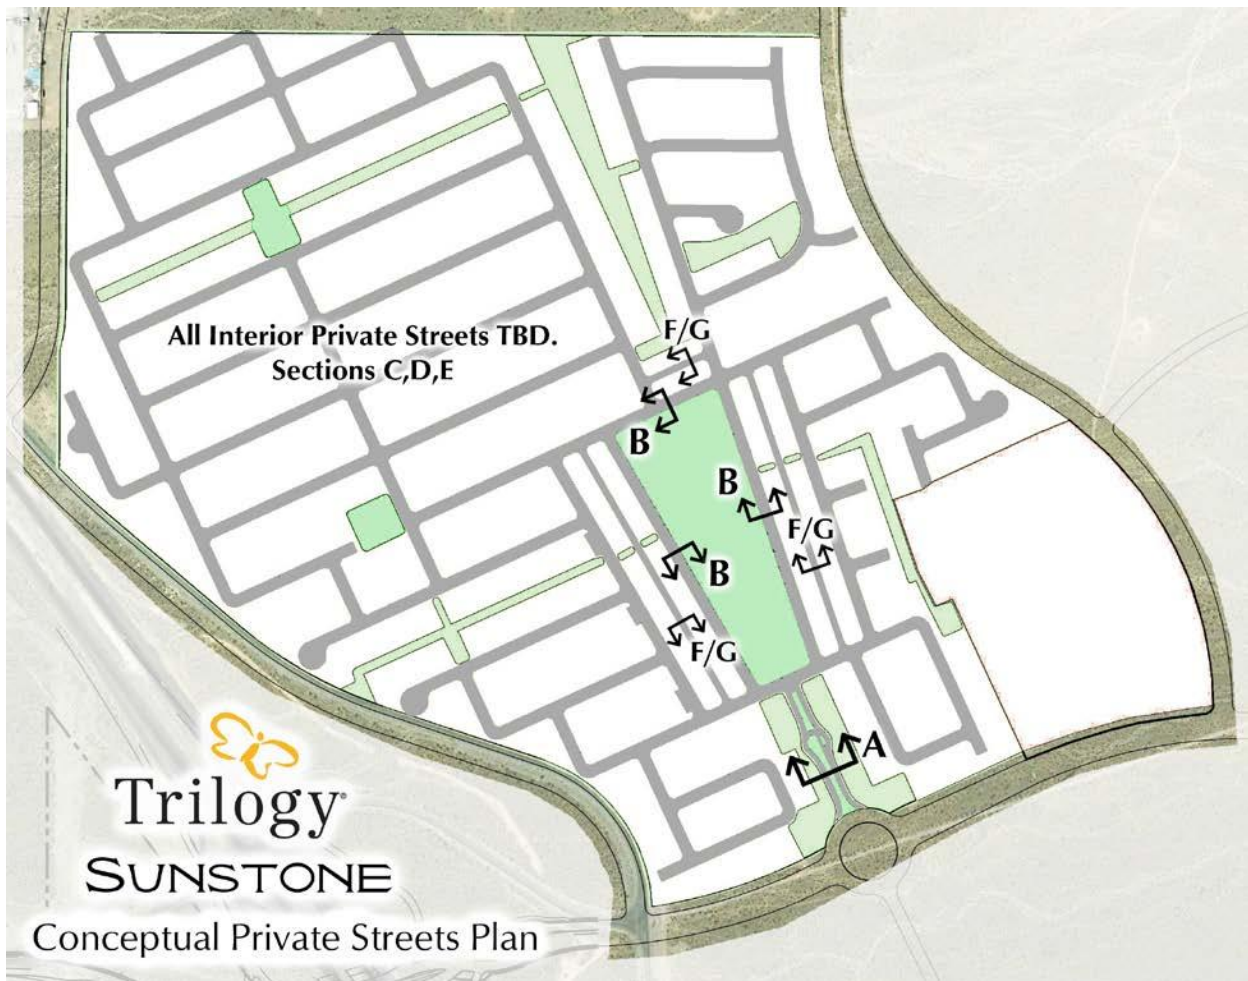 All Interior Private Streets TBD.
Sections C,D,E
F/G
B
B
F/G
B
F/G
A
Trilogy®
SUNSTONE
Conceptual Private Streets Plan